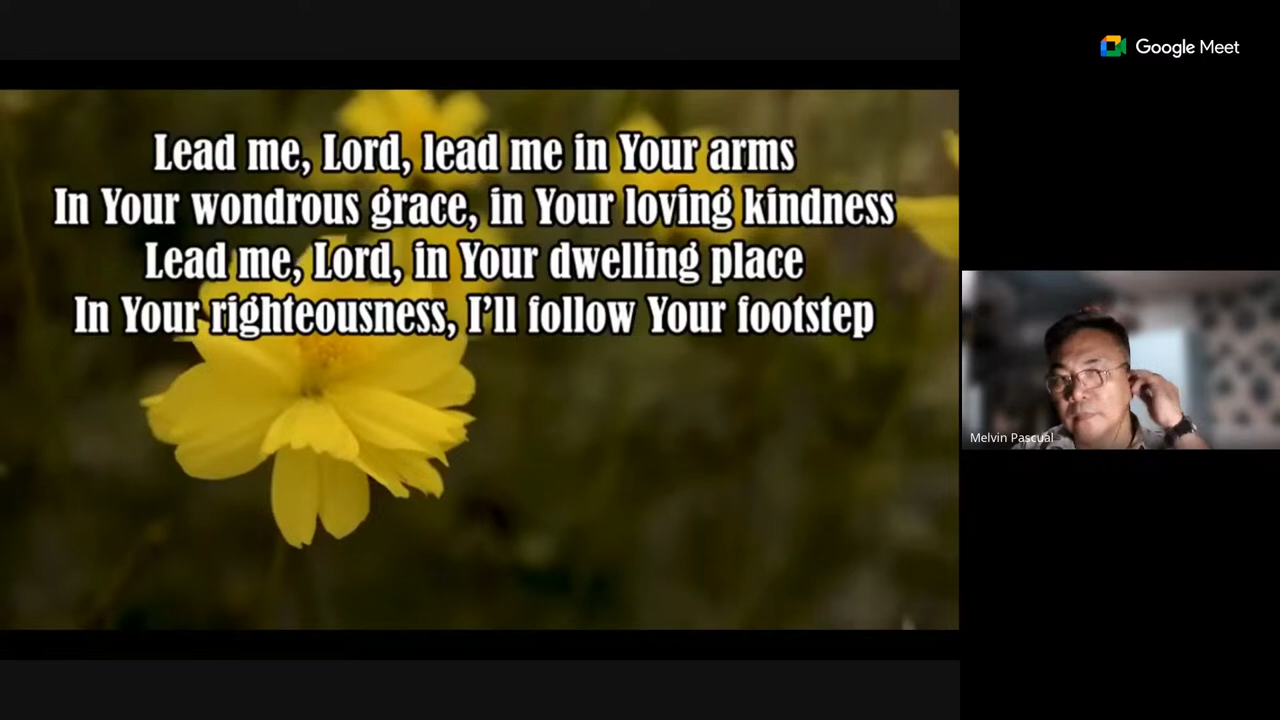 Google Meet
Lead me, Lord, lead me in Your arms
In Your wondrous grace, in Your loving kindness
Lead me, Lord, in Your dwelling place
In Your righteousness, I’ll follow Your footstep
Melvin Pascual